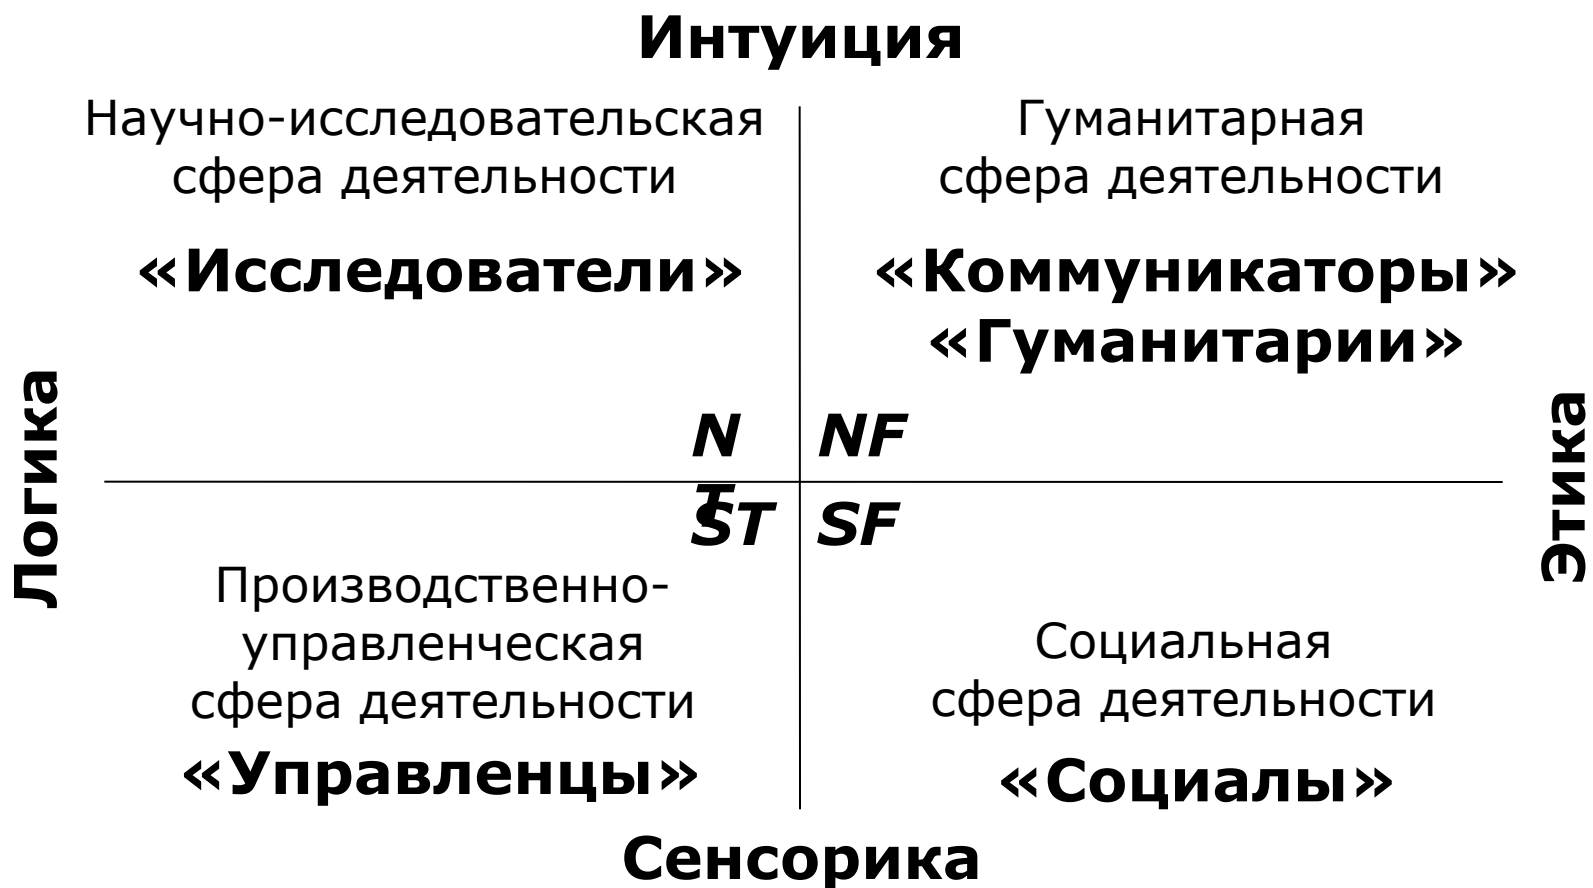 Интуиция
Научно-исследовательская
сфера деятельности
«Исследователи»
Гуманитарная
сфера деятельности
«Коммуникаторы»
«Гуманитарии»
Логика
Этика
N
T
NF
ST
SF
Производственно-
управленческая
сфера деятельности
«Управленцы»
Социальная
сфера деятельности
«Социалы»
Сенсорика